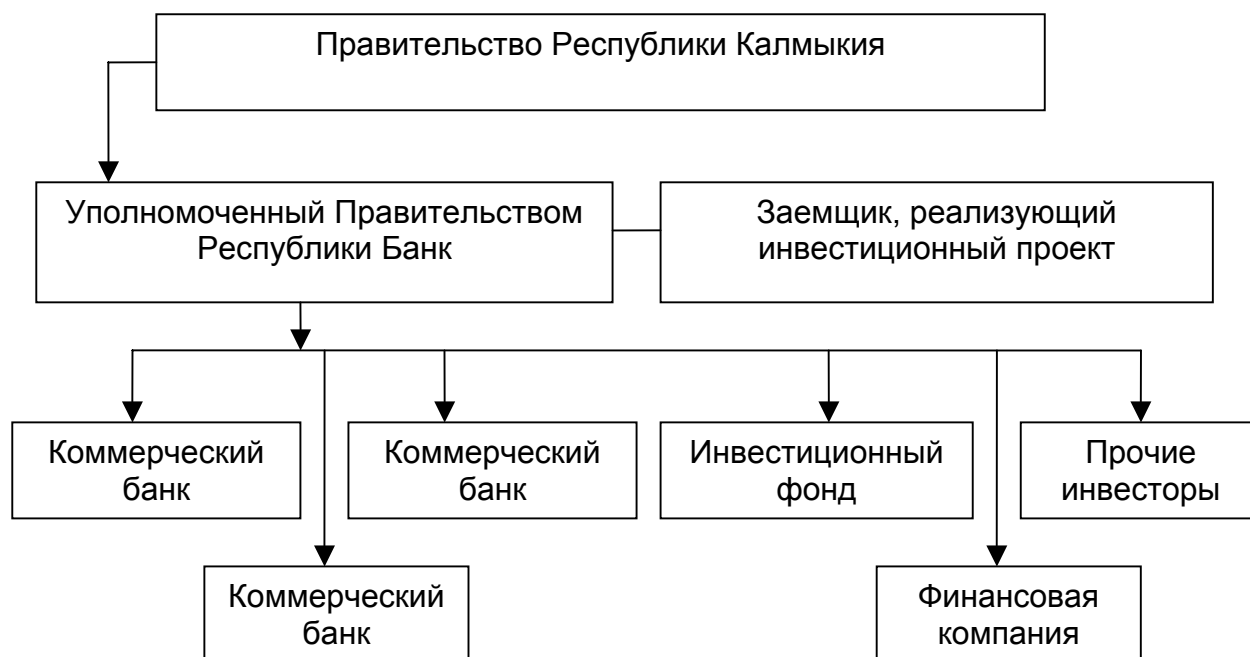 Правительство Республики Калмыкия
Уполномоченный Правительством
Республики Банк
Заемщик, реализующий
инвестиционный проект
Коммерческий
банк
Коммерческий
банк
Инвестиционный
фонд
Прочие
инвесторы
Коммерческий
банк
Финансовая
компания